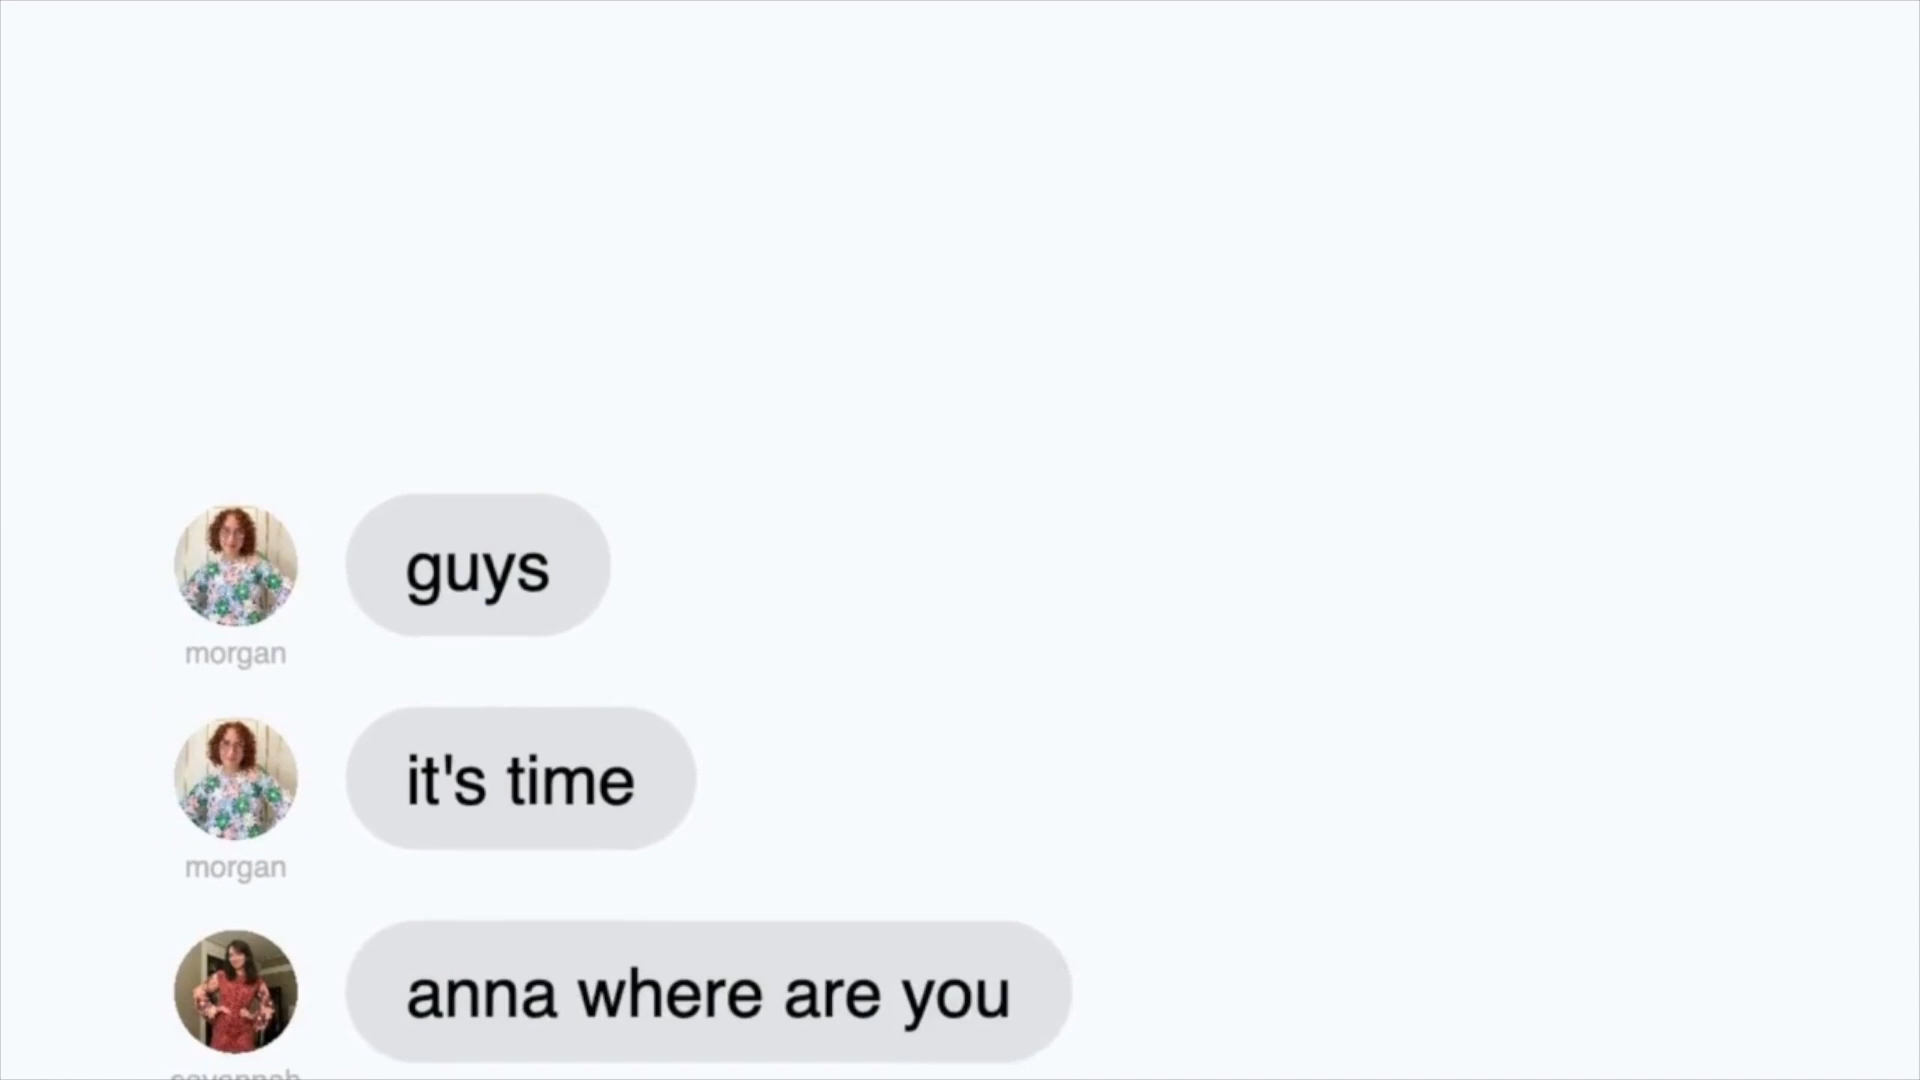 guys
morgan
it's time
morgan
anna where are you
savannah